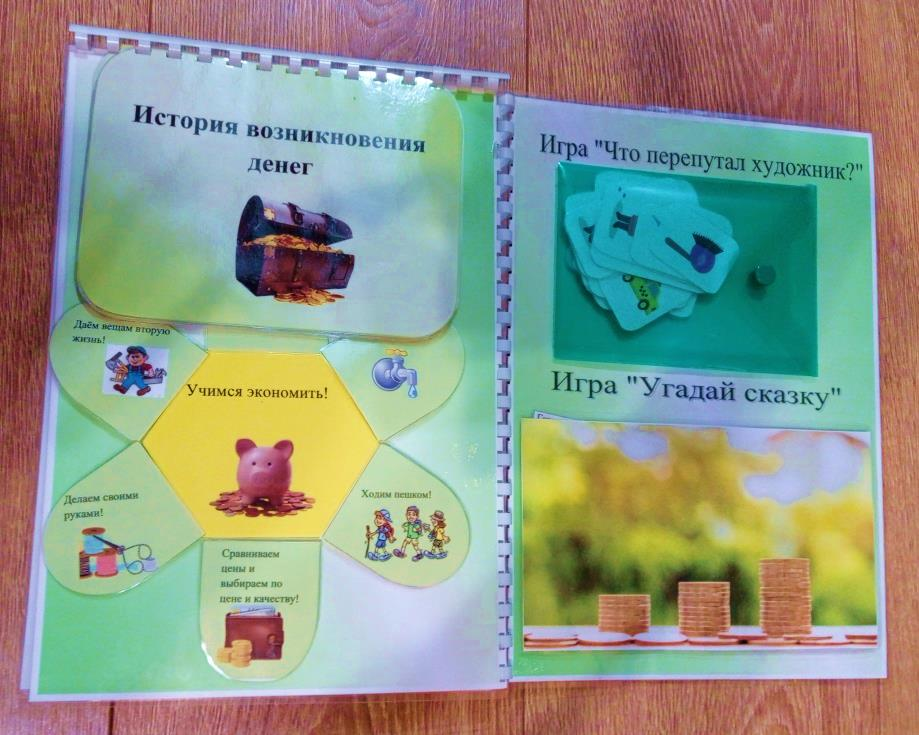 История возникновения
денег
Даём вещам вторую
жизнь!
Учимся экономить!
Делаем своими
руками!
Ходим пешком!
Сравниваем
цены и
выбираем по
цене и качеству!
Игра "Что перепутал художник?"
Игра "Угадай сказку"